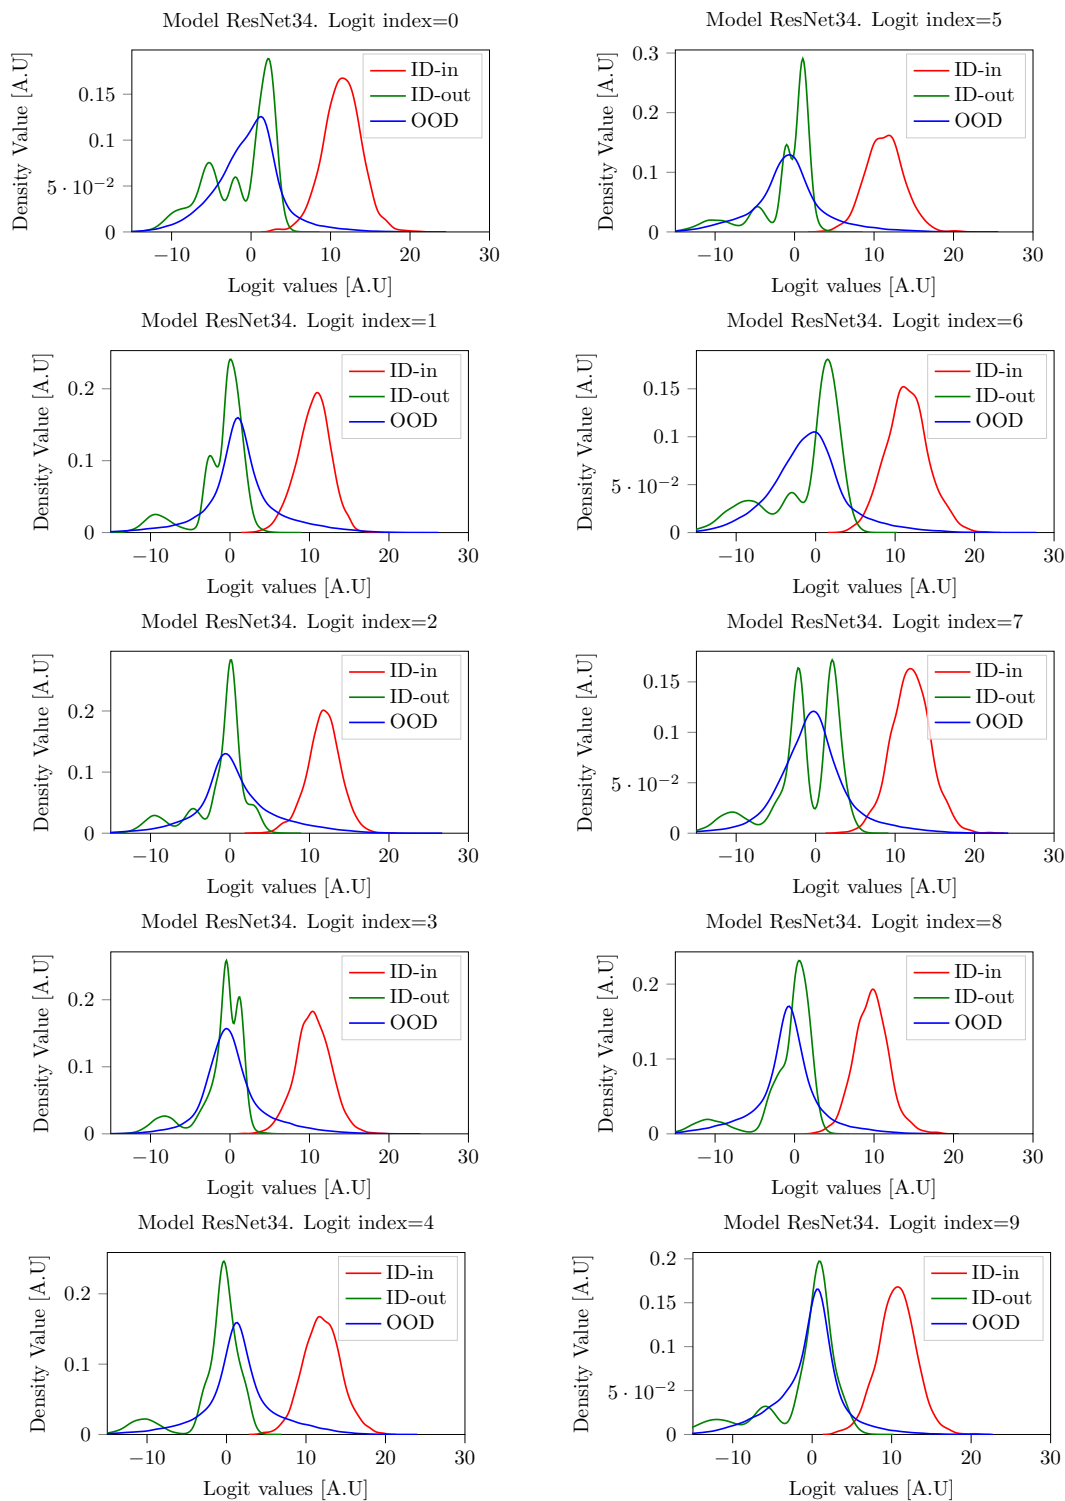 Model ResNet34. Logit index=0
Density Value [A.U]
0.15
0.1
5 · 10⁻²
0
−10 0 10 20 30
Logit values [A.U]
ID-in
ID-out
OOD
Model ResNet34. Logit index=5
Density Value [A.U]
0.3
0.2
0.1
0
−10 0 10 20 30
Logit values [A.U]
ID-in
ID-out
OOD
Model ResNet34. Logit index=1
Density Value [A.U]
0.2
0.1
0
−10 0 10 20 30
Logit values [A.U]
ID-in
ID-out
OOD
Model ResNet34. Logit index=6
Density Value [A.U]
0.15
0.1
5 · 10⁻²
0
−10 0 10 20 30
Logit values [A.U]
ID-in
ID-out
OOD
Model ResNet34. Logit index=2
Density Value [A.U]
0.2
0.1
0
−10 0 10 20 30
Logit values [A.U]
ID-in
ID-out
OOD
Model ResNet34. Logit index=7
Density Value [A.U]
0.15
0.1
5 · 10⁻²
0
−10 0 10 20 30
Logit values [A.U]
ID-in
ID-out
OOD
Model ResNet34. Logit index=3
Density Value [A.U]
0.2
0.1
0
−10 0 10 20 30
Logit values [A.U]
ID-in
ID-out
OOD
Model ResNet34. Logit index=8
Density Value [A.U]
0.2
0.1
0
−10 0 10 20 30
Logit values [A.U]
ID-in
ID-out
OOD
Model ResNet34. Logit index=4
Density Value [A.U]
0.2
0.1
0
−10 0 10 20 30
Logit values [A.U]
ID-in
ID-out
OOD
Model ResNet34. Logit index=9
Density Value [A.U]
0.2
0.15
0.1
5 · 10⁻²
0
−10 0 10 20 30
Logit values [A.U]
ID-in
ID-out
OOD